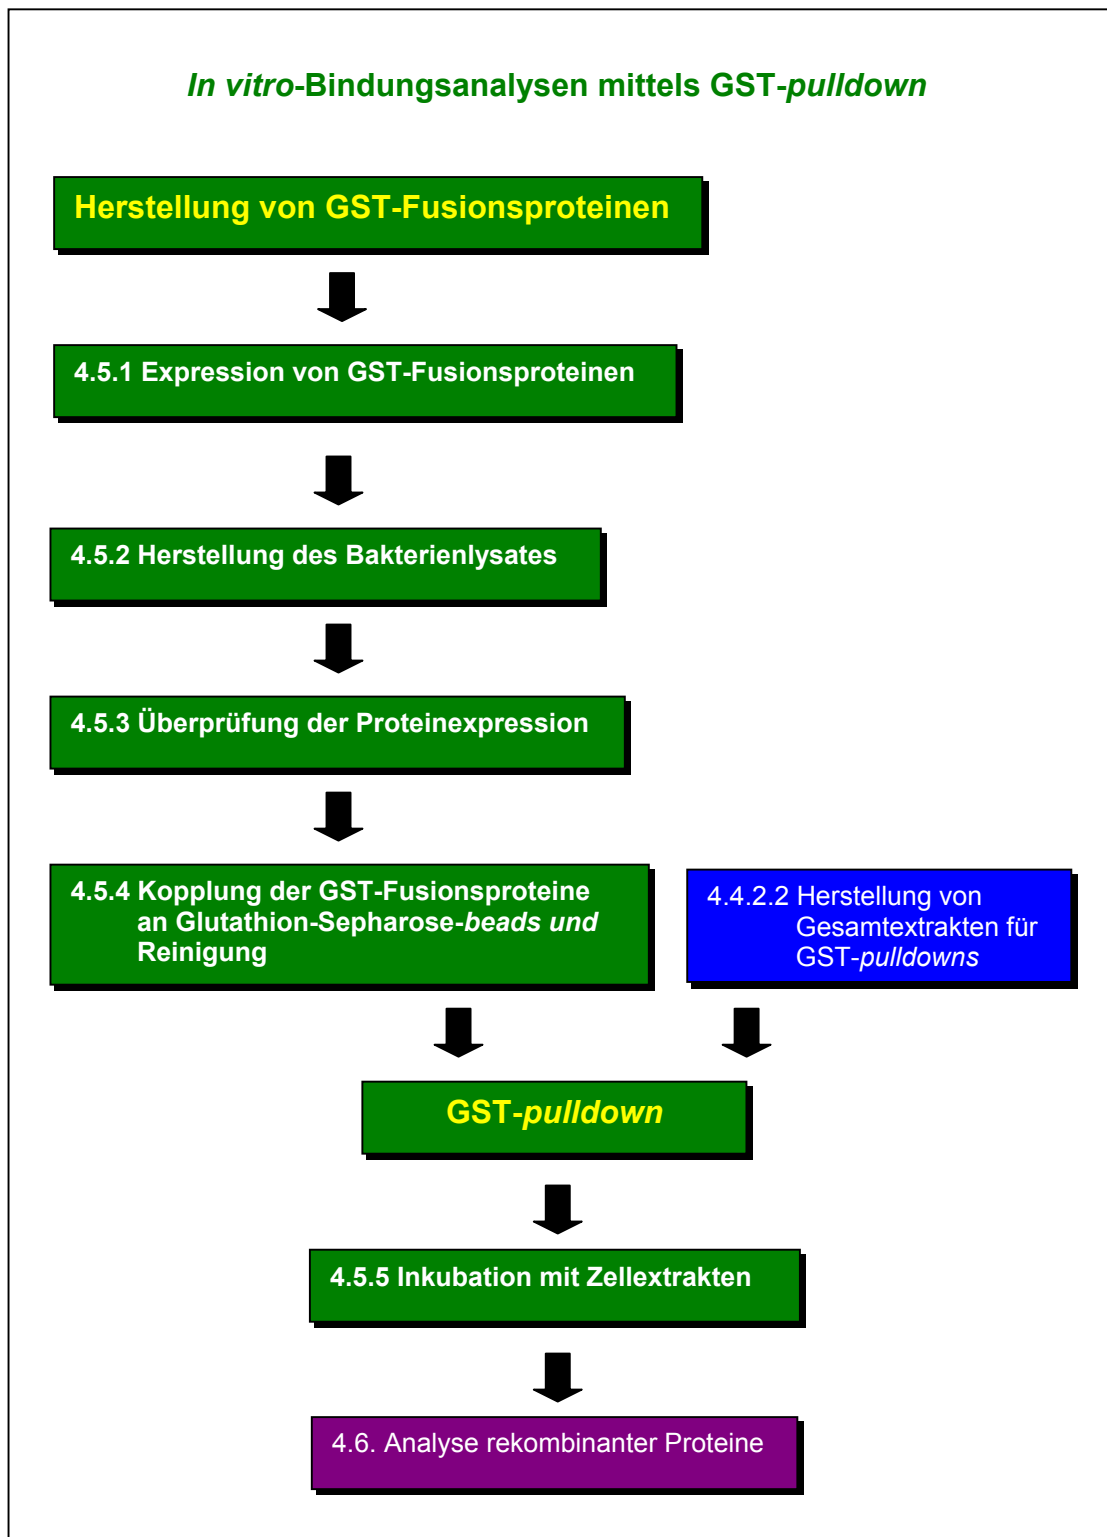 In vitro-Bindungsanalysen mittels GST-pulldown
Herstellung von GST-Fusionsproteinen
4.5.1 Expression von GST-Fusionsproteinen
4.5.2 Herstellung des Bakterienlysates
4.5.3 Überprüfung der Proteinexpression
4.5.4 Kopplung der GST-Fusionsproteine
an Glutathion-Sepharose-beads und
Reinigung
4.4.2.2 Herstellung von
Gesamtextrakten für
GST-pulldowns
GST-pulldown
4.5.5 Inkubation mit Zellextrakten
4.6. Analyse rekombinanter Proteine